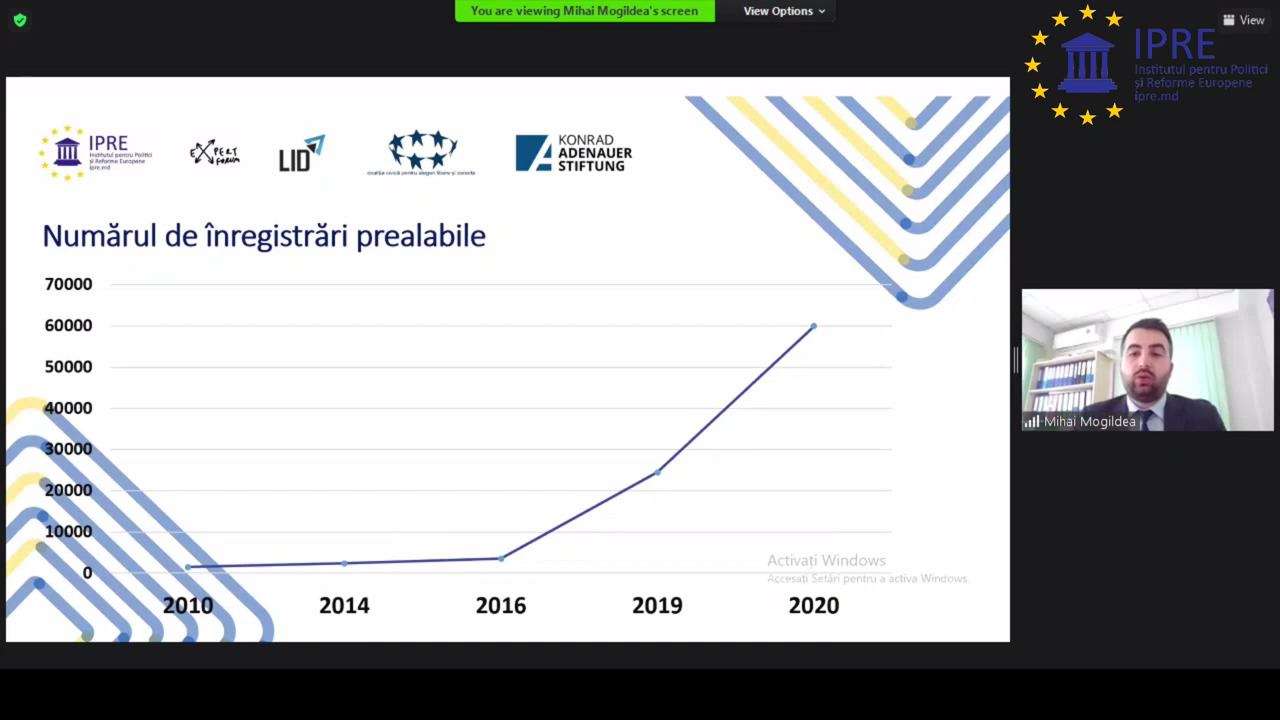 You are viewing Mihai Mogildea's screen
View Options
View
IPRE
Institutul pentru Politici
și Reforme Europene
ipre.md
IPRE
Institutul pentru Politici
și Reforme Europene
ipre.md
EXPERT
FORUM
LID
coaliția civică pentru alegeri libere și corecte
KONRAD
ADENAUER
STIFTUNG
Numărul de înregistrări prealabile
70000
60000
50000
40000
30000
20000
10000
0
2010 2014 2016 2019 2020
Activați Windows
Accesați Setări pentru a activa Windows.
Mihai Mogildea